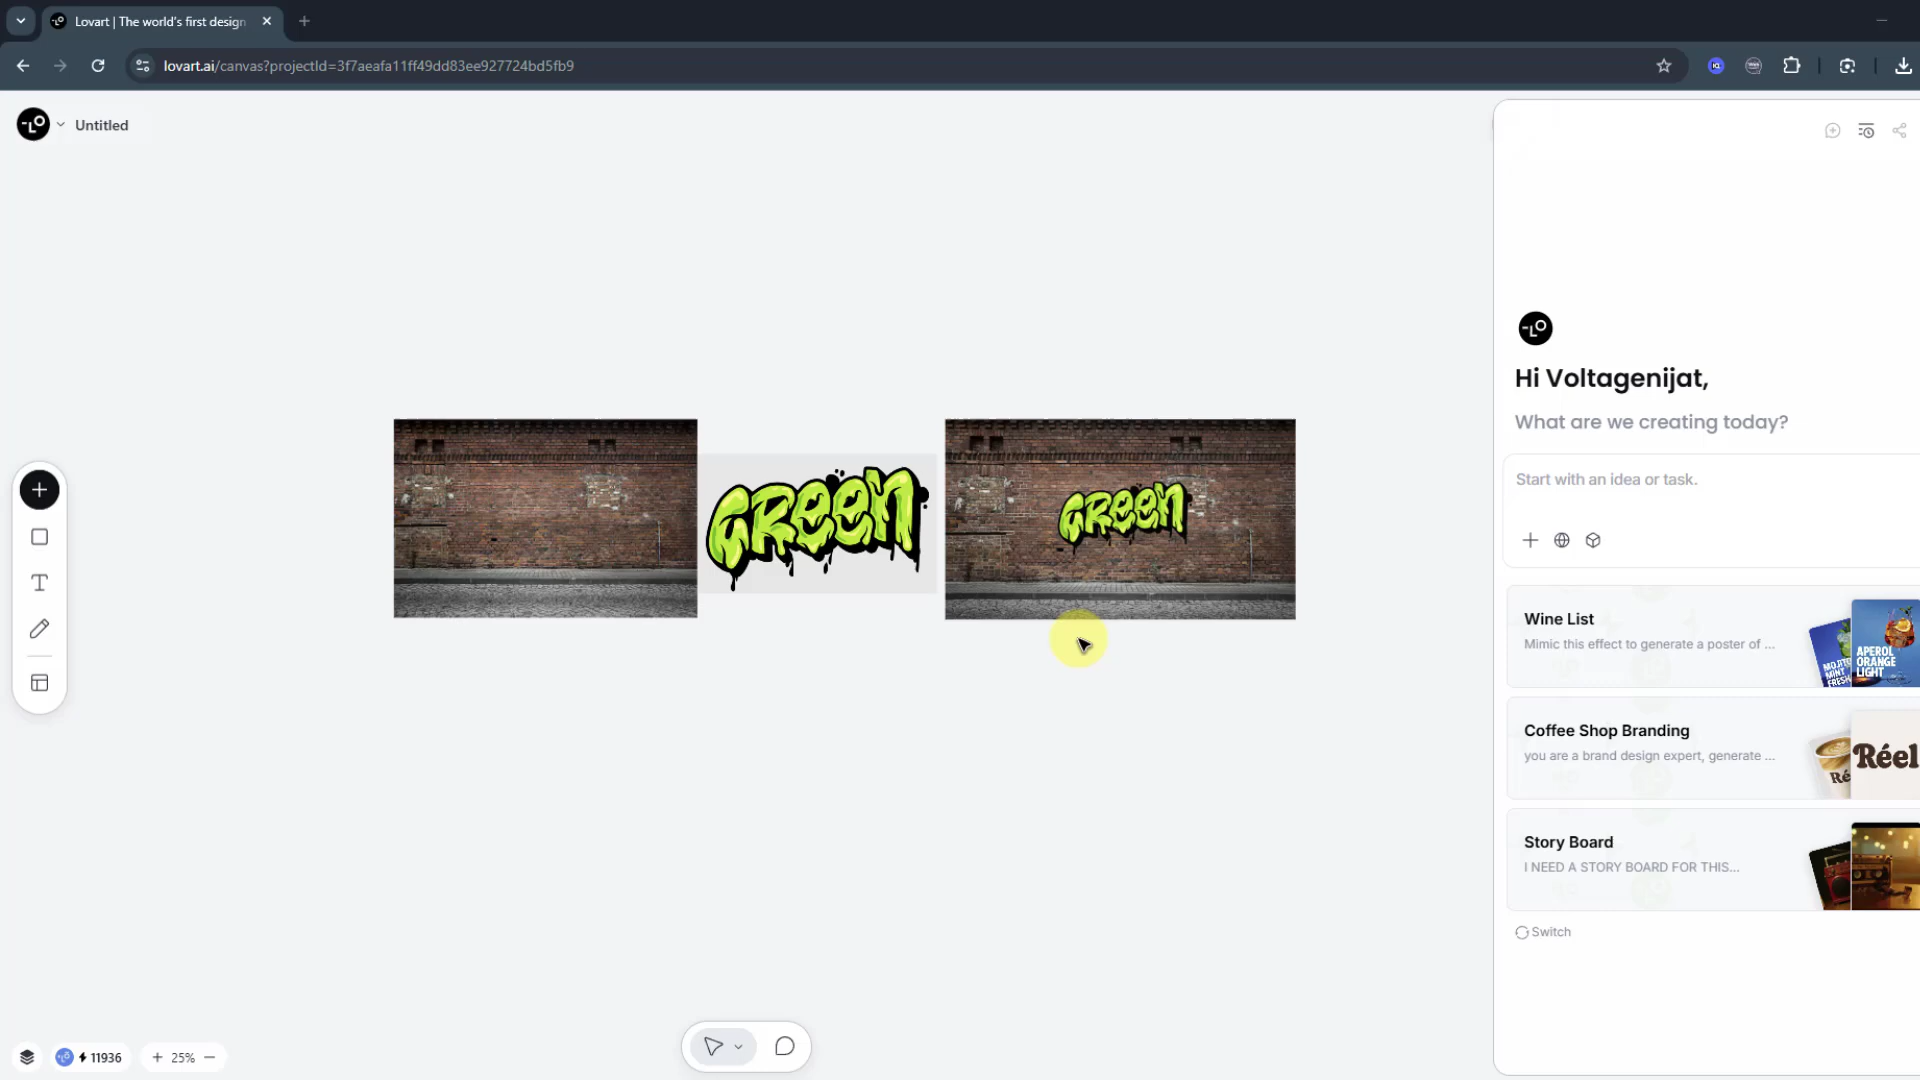 Lovart | The world's first design
lovart.ai/canvas?projectId=3f7aeafa11ff49dd83ee927724bd5fb9
Untitled
GREEN
GREEN
Hi Voltagenijat,
What are we creating today?
Start with an idea or task.
Wine List
Mimic this effect to generate a poster of ...
MOJITO
MINT
FRESH
APEROL
ORANGE
LIGHT
Coffee Shop Branding
you are a brand design expert, generate ...
Réel
Story Board
I NEED A STORY BOARD FOR THIS...
Switch
11936
25%